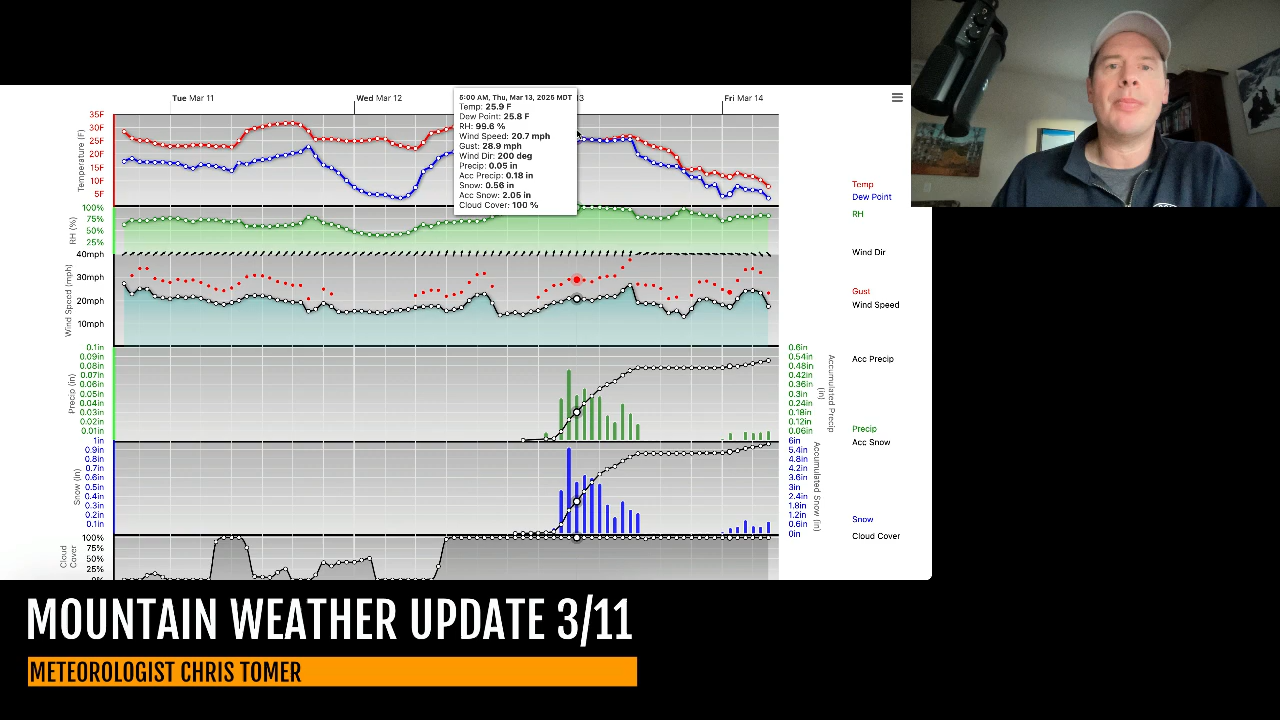 Tue Mar 11
Wed Mar 12
Fri Mar 14
5:00 AM, Thu, Mar 13, 2025 MDT
Temp: 25.9 F
Dew Point: 25.8 F
RH: 99.6 %
Wind Speed: 20.7 mph
Gust: 28.9 mph
Wind Dir: 200 deg
Precip: 0.05 in
Acc Precip: 0.18 in
Snow: 0.56 in
Acc Snow: 2.05 in
Cloud Cover: 100 %
Temperature (F)
35F
30F
25F
20F
15F
10F
5F
Temp
Dew Point
RH (%)
100%
75%
50%
25%
RH
Wind Dir
Wind Speed (mph)
40mph
30mph
20mph
10mph
Gust
Wind Speed
Precip (in)
0.1in
0.09in
0.08in
0.07in
0.06in
0.05in
0.04in
0.03in
0.02in
0.01in
0.6in
0.54in
0.48in
0.42in
0.36in
0.3in
0.24in
0.18in
0.12in
0.06in
Accumulated Precip
(in)
Acc Precip
Precip
Snow (in)
1in
0.9in
0.8in
0.7in
0.6in
0.5in
0.4in
0.3in
0.2in
0.1in
6in
5.4in
4.8in
4.2in
3.6in
3in
2.4in
1.8in
1.2in
0.6in
0in
Accumulated Snow (in)
Acc Snow
Snow
Cloud
Cover
100%
75%
50%
25%
0%
Cloud Cover
MOUNTAIN WEATHER UPDATE 3/11
METEOROLOGIST CHRIS TOMER